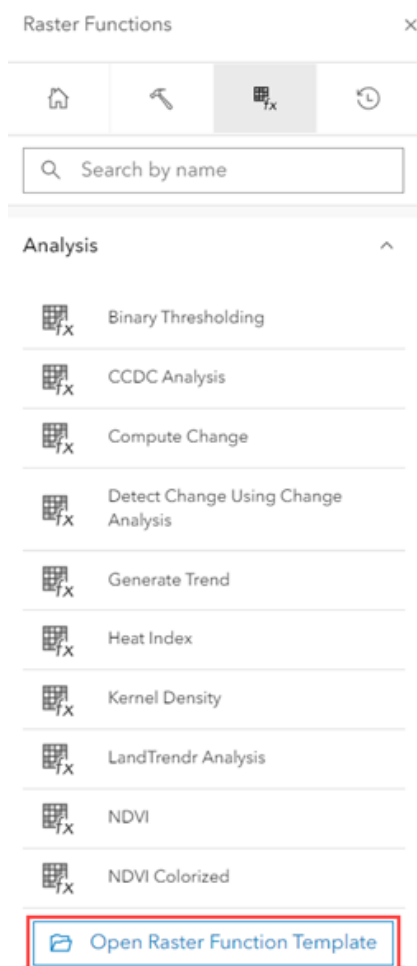 Raster Functions
Search by name
Analysis
Binary Thresholding
CCDC Analysis
Compute Change
Detect Change Using Change
Analysis
Generate Trend
Heat Index
Kernel Density
LandTrendr Analysis
NDVI
NDVI Colorized
Open Raster Function Template